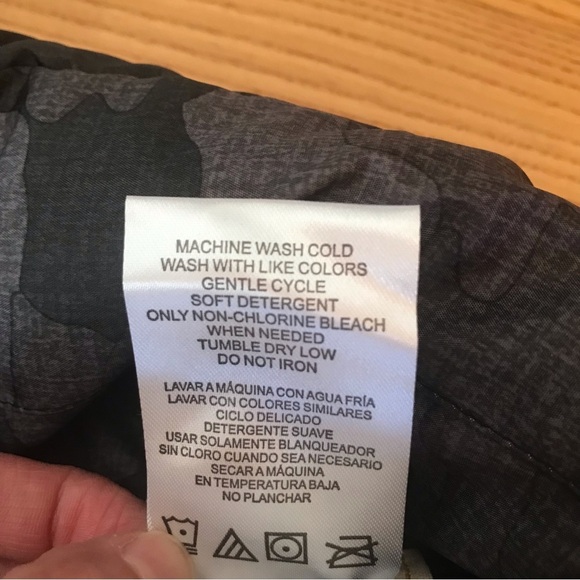 MACHINE WASH COLD
WASH WITH LIKE COLORS
GENTLE CYCLE
SOFT DETERGENT
ONLY NON-CHLORINE BLEACH
WHEN NEEDED
TUMBLE DRY LOW
DO NOT IRON
LAVAR A MÁQUINA CON AGUA FRÍA
LAVAR CON COLORES SIMILARES
CICLO DELICADO
DETERGENTE SUAVE
USAR SOLAMENTE BLANQUEADOR
SIN CLORO CUANDO SEA NECESARIO
SECAR A MÁQUINA
EN TEMPERATURA BAJA
NO PLANCHAR